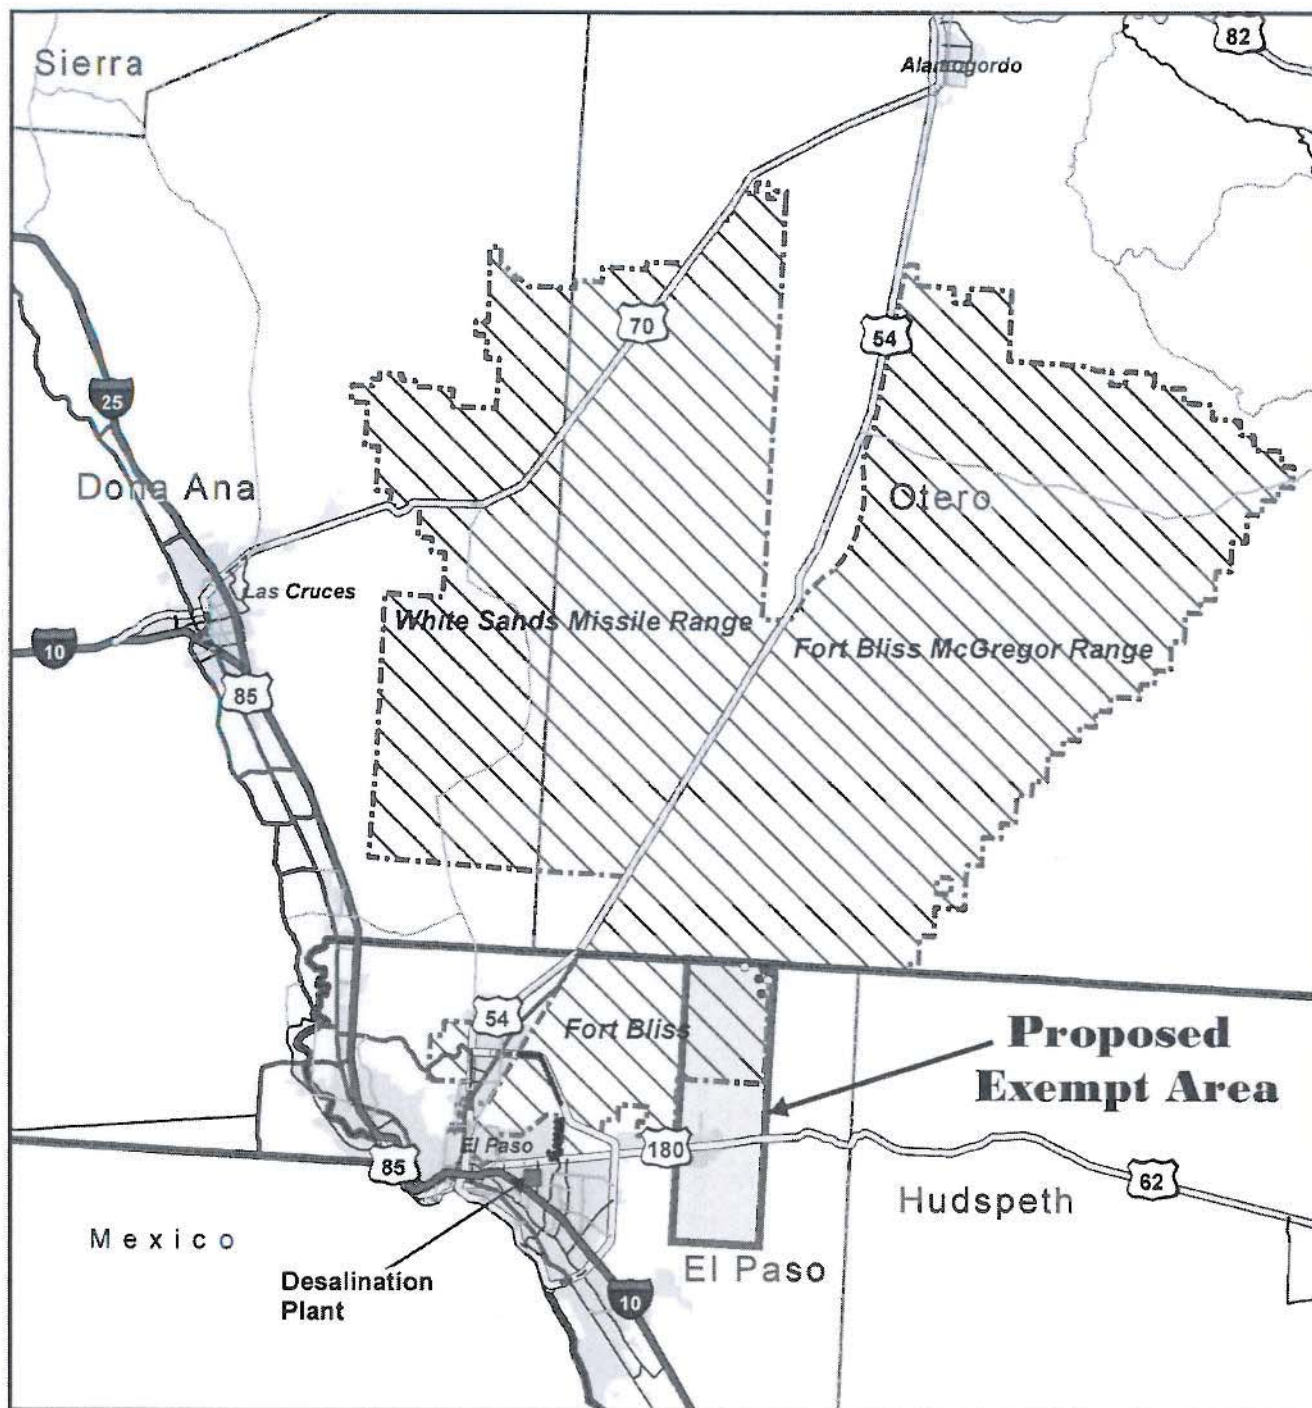 Sierra
82
Alamogordo
70
54
25
Dona Ana
Otero
Las Cruces
White Sands Missile Range
10
Fort Bliss McGregor Range
85
54
Fort Bliss
Proposed
Exempt Area
El Paso
180
85
62
Hudspeth
Mexico
El Paso
Desalination
Plant
10